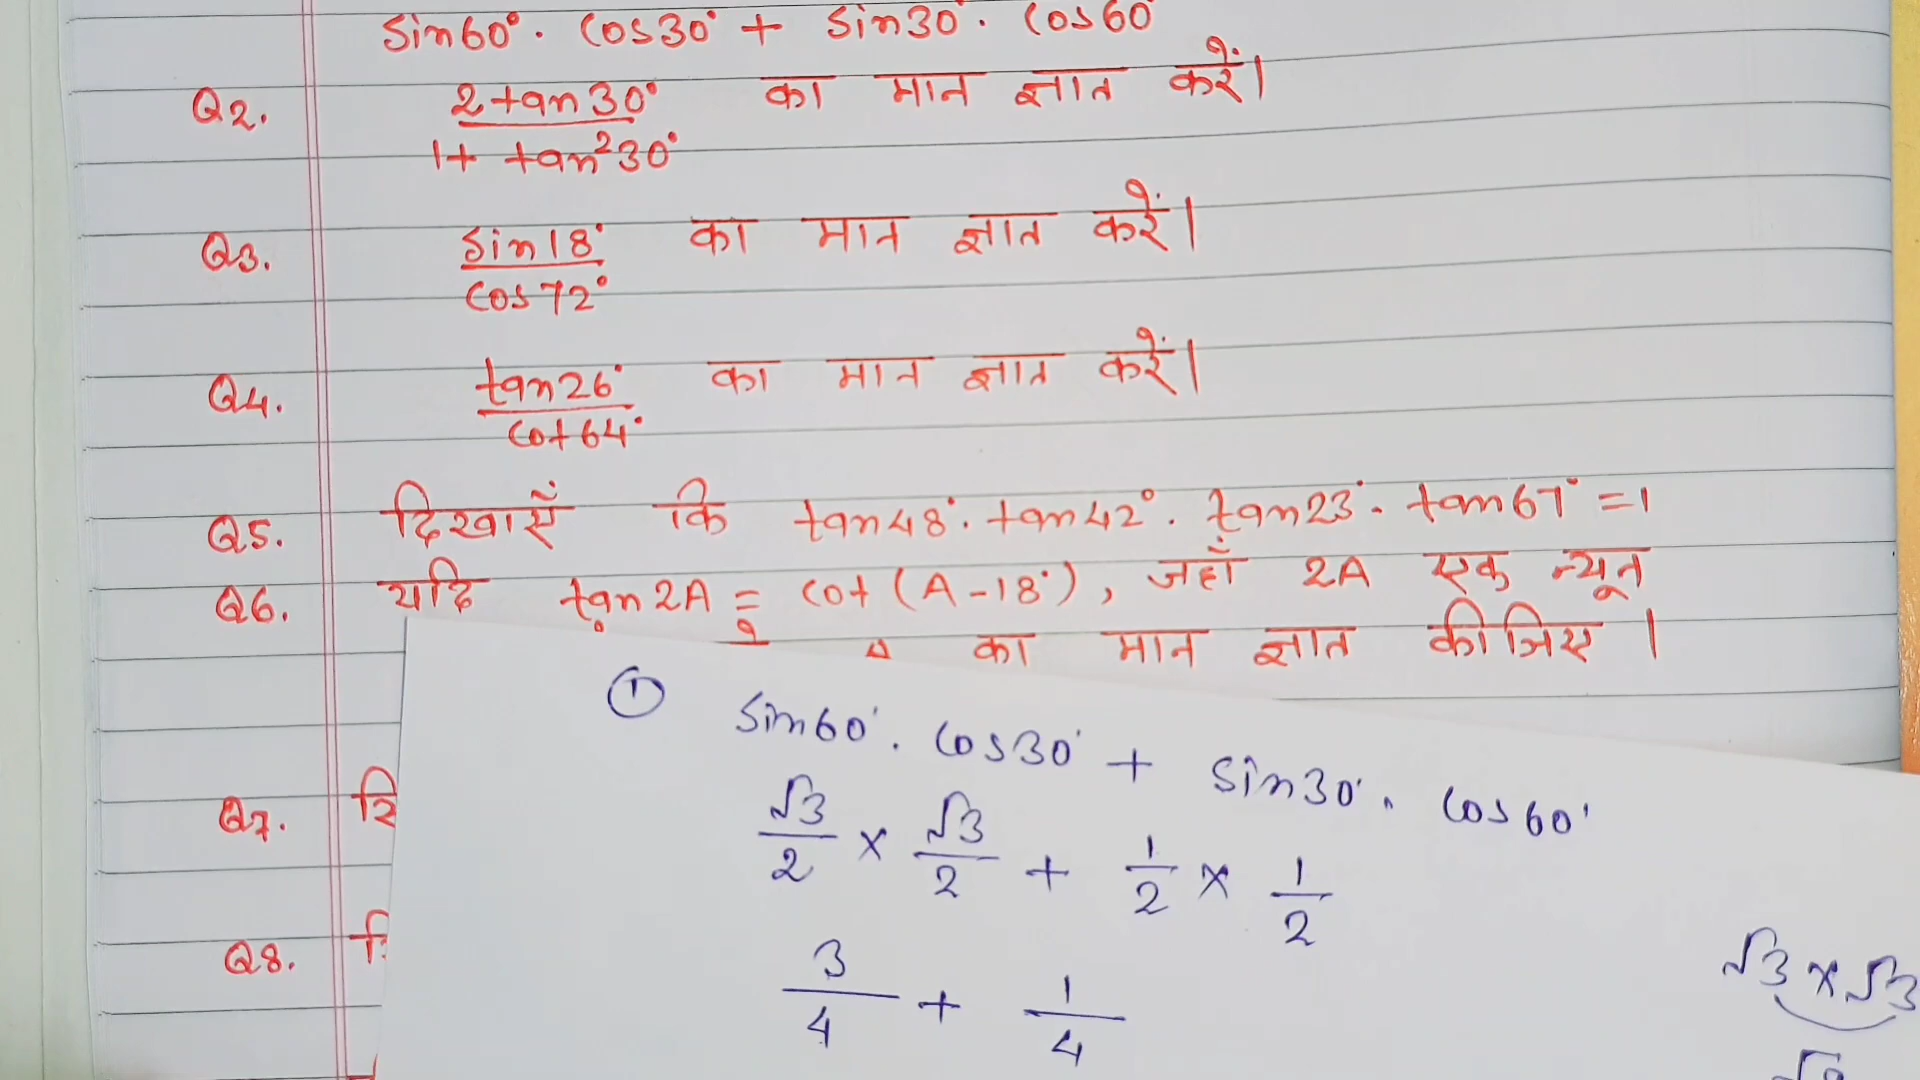 sin60°. cos30° + sin30°. cos60
Q2. 2tan30° / 1+ tan²30° का मान ज्ञात करें।
Q3. sin18° / cos72° का मान ज्ञात करें।
Q4. tan26° / cot64° का मान ज्ञात करें।
Q5. दिखाएँ कि tan48°. tan42°. tan23°. tan67° = 1
Q6. यदि tan2A = cot(A-18°), जहाँ 2A एक न्यून
का मान ज्ञात कीजिए।
① sin60°. cos30° + sin30°. cos60°
√3/2 × √3/2 + 1/2 × 1/2
3/4 + 1/4
√3 × √3
Q7.
Q8.